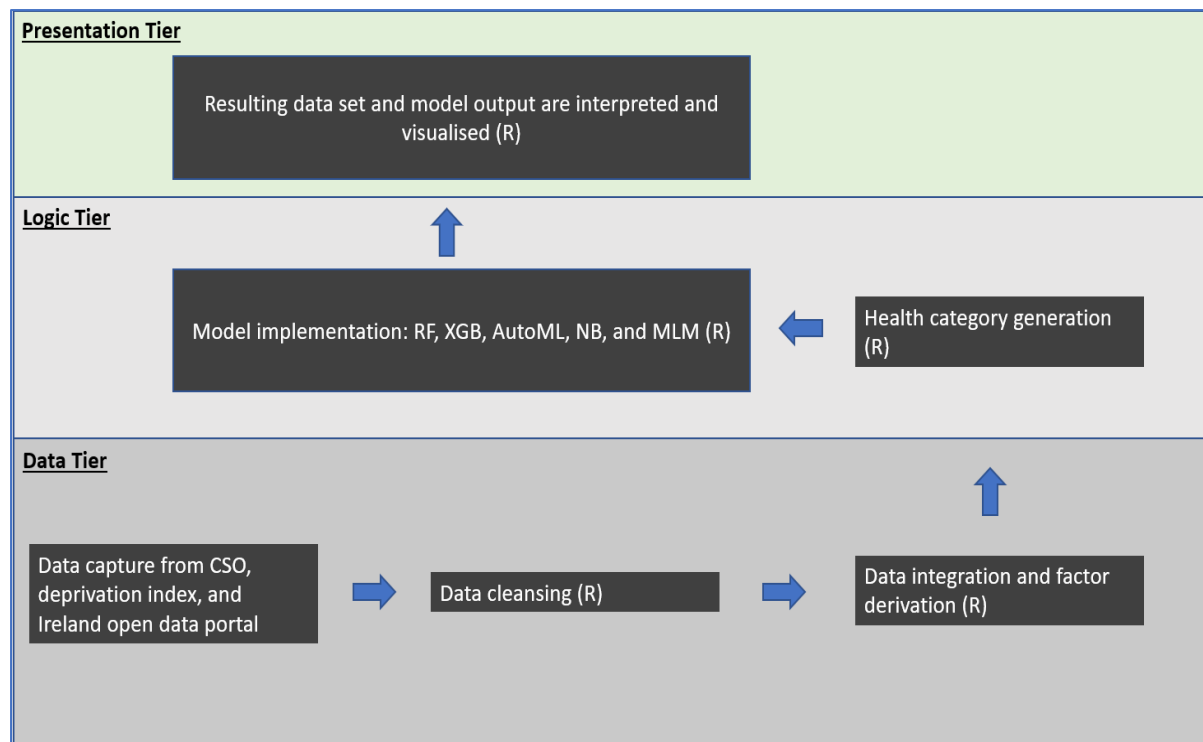 Presentation Tier
Resulting data set and model output are interpreted and
visualised (R)
Logic Tier
Model implementation: RF, XGB, AutoML, NB, and MLM (R)
Health category generation
(R)
Data Tier
Data capture from CSO,
deprivation index, and
Ireland open data portal
Data cleansing (R)
Data integration and factor
derivation (R)